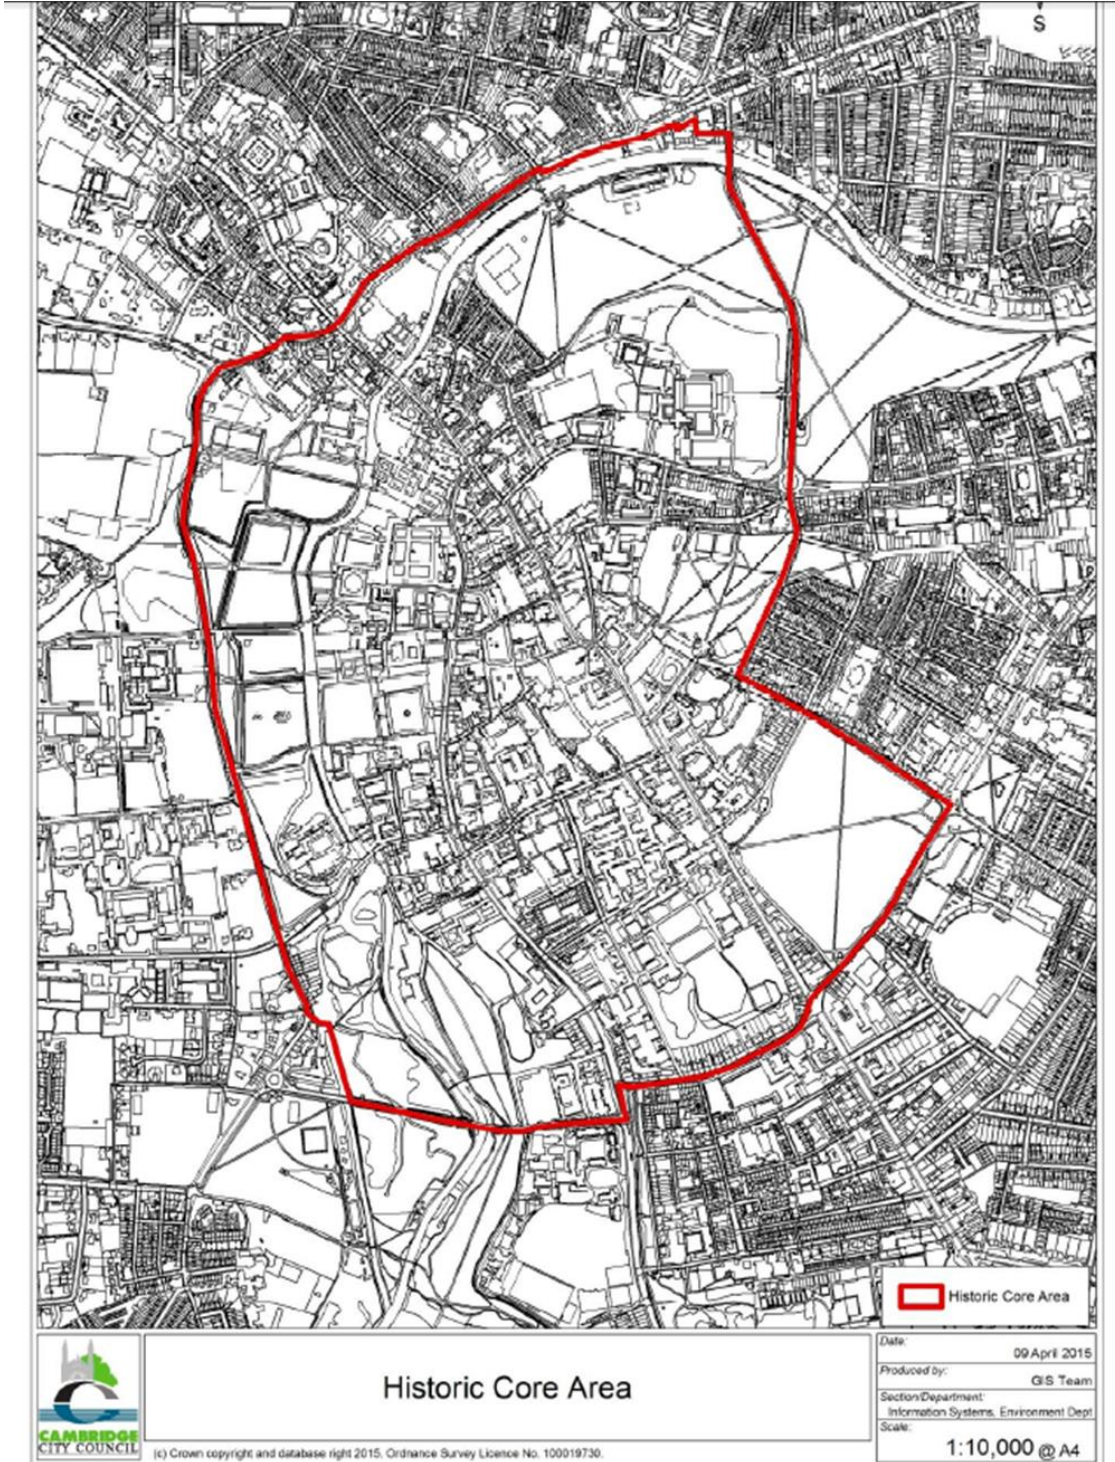 S
Historic Core Area
CAMBRIDGE
CITY COUNCIL
Historic Core Area
(c) Crown copyright and database right 2015. Ordnance Survey Licence No. 100019730.
Date:
09 April 2015
Produced by:
GIS Team
Section/Department:
Information Systems, Environment Dept
Scale:
1:10,000 @ A4